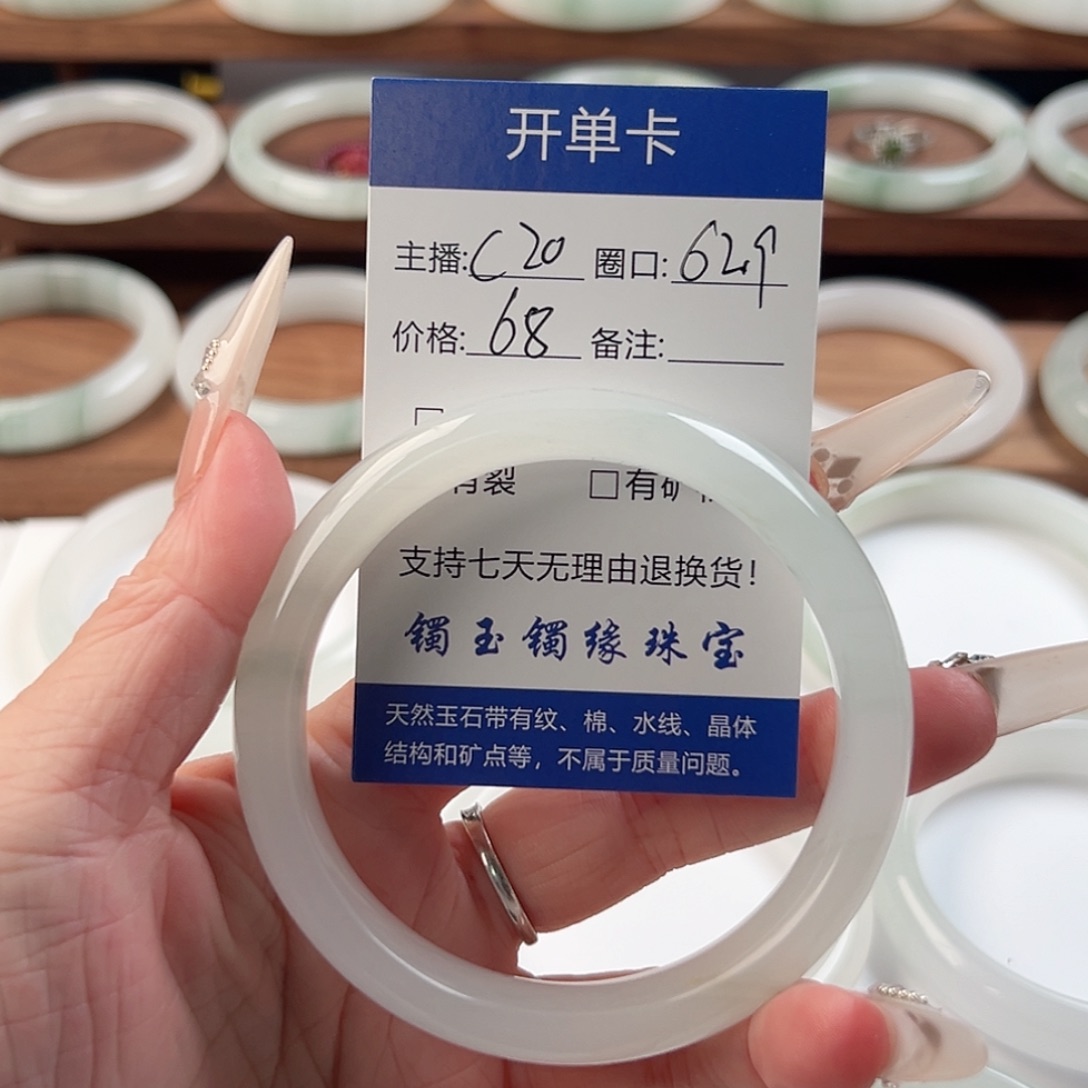 开单卡
主播:C20 圈口:62个
价格:68 备注:
有裂 □有矿
支持七天无理由退换货!
镯玉镯缘珠宝
天然玉石带有纹、棉、水线、晶体
结构和矿点等，不属于质量问题。